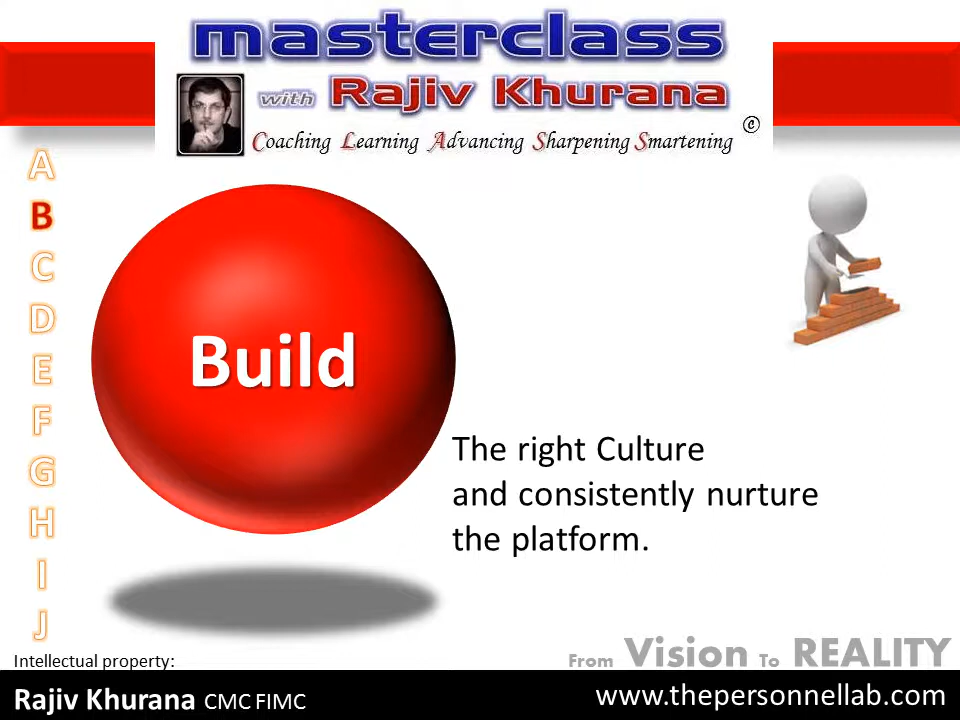 masterclass
with Rajiv Khurana
Coaching Learning Advancing Sharpening Smartening ©
A
B
C
D
E
F
G
H
I
J
Build
The right Culture
and consistently nurture
the platform.
Intellectual property:
From Vision To REALITY
Rajiv Khurana CMC FIMC
www.thepersonnellab.com